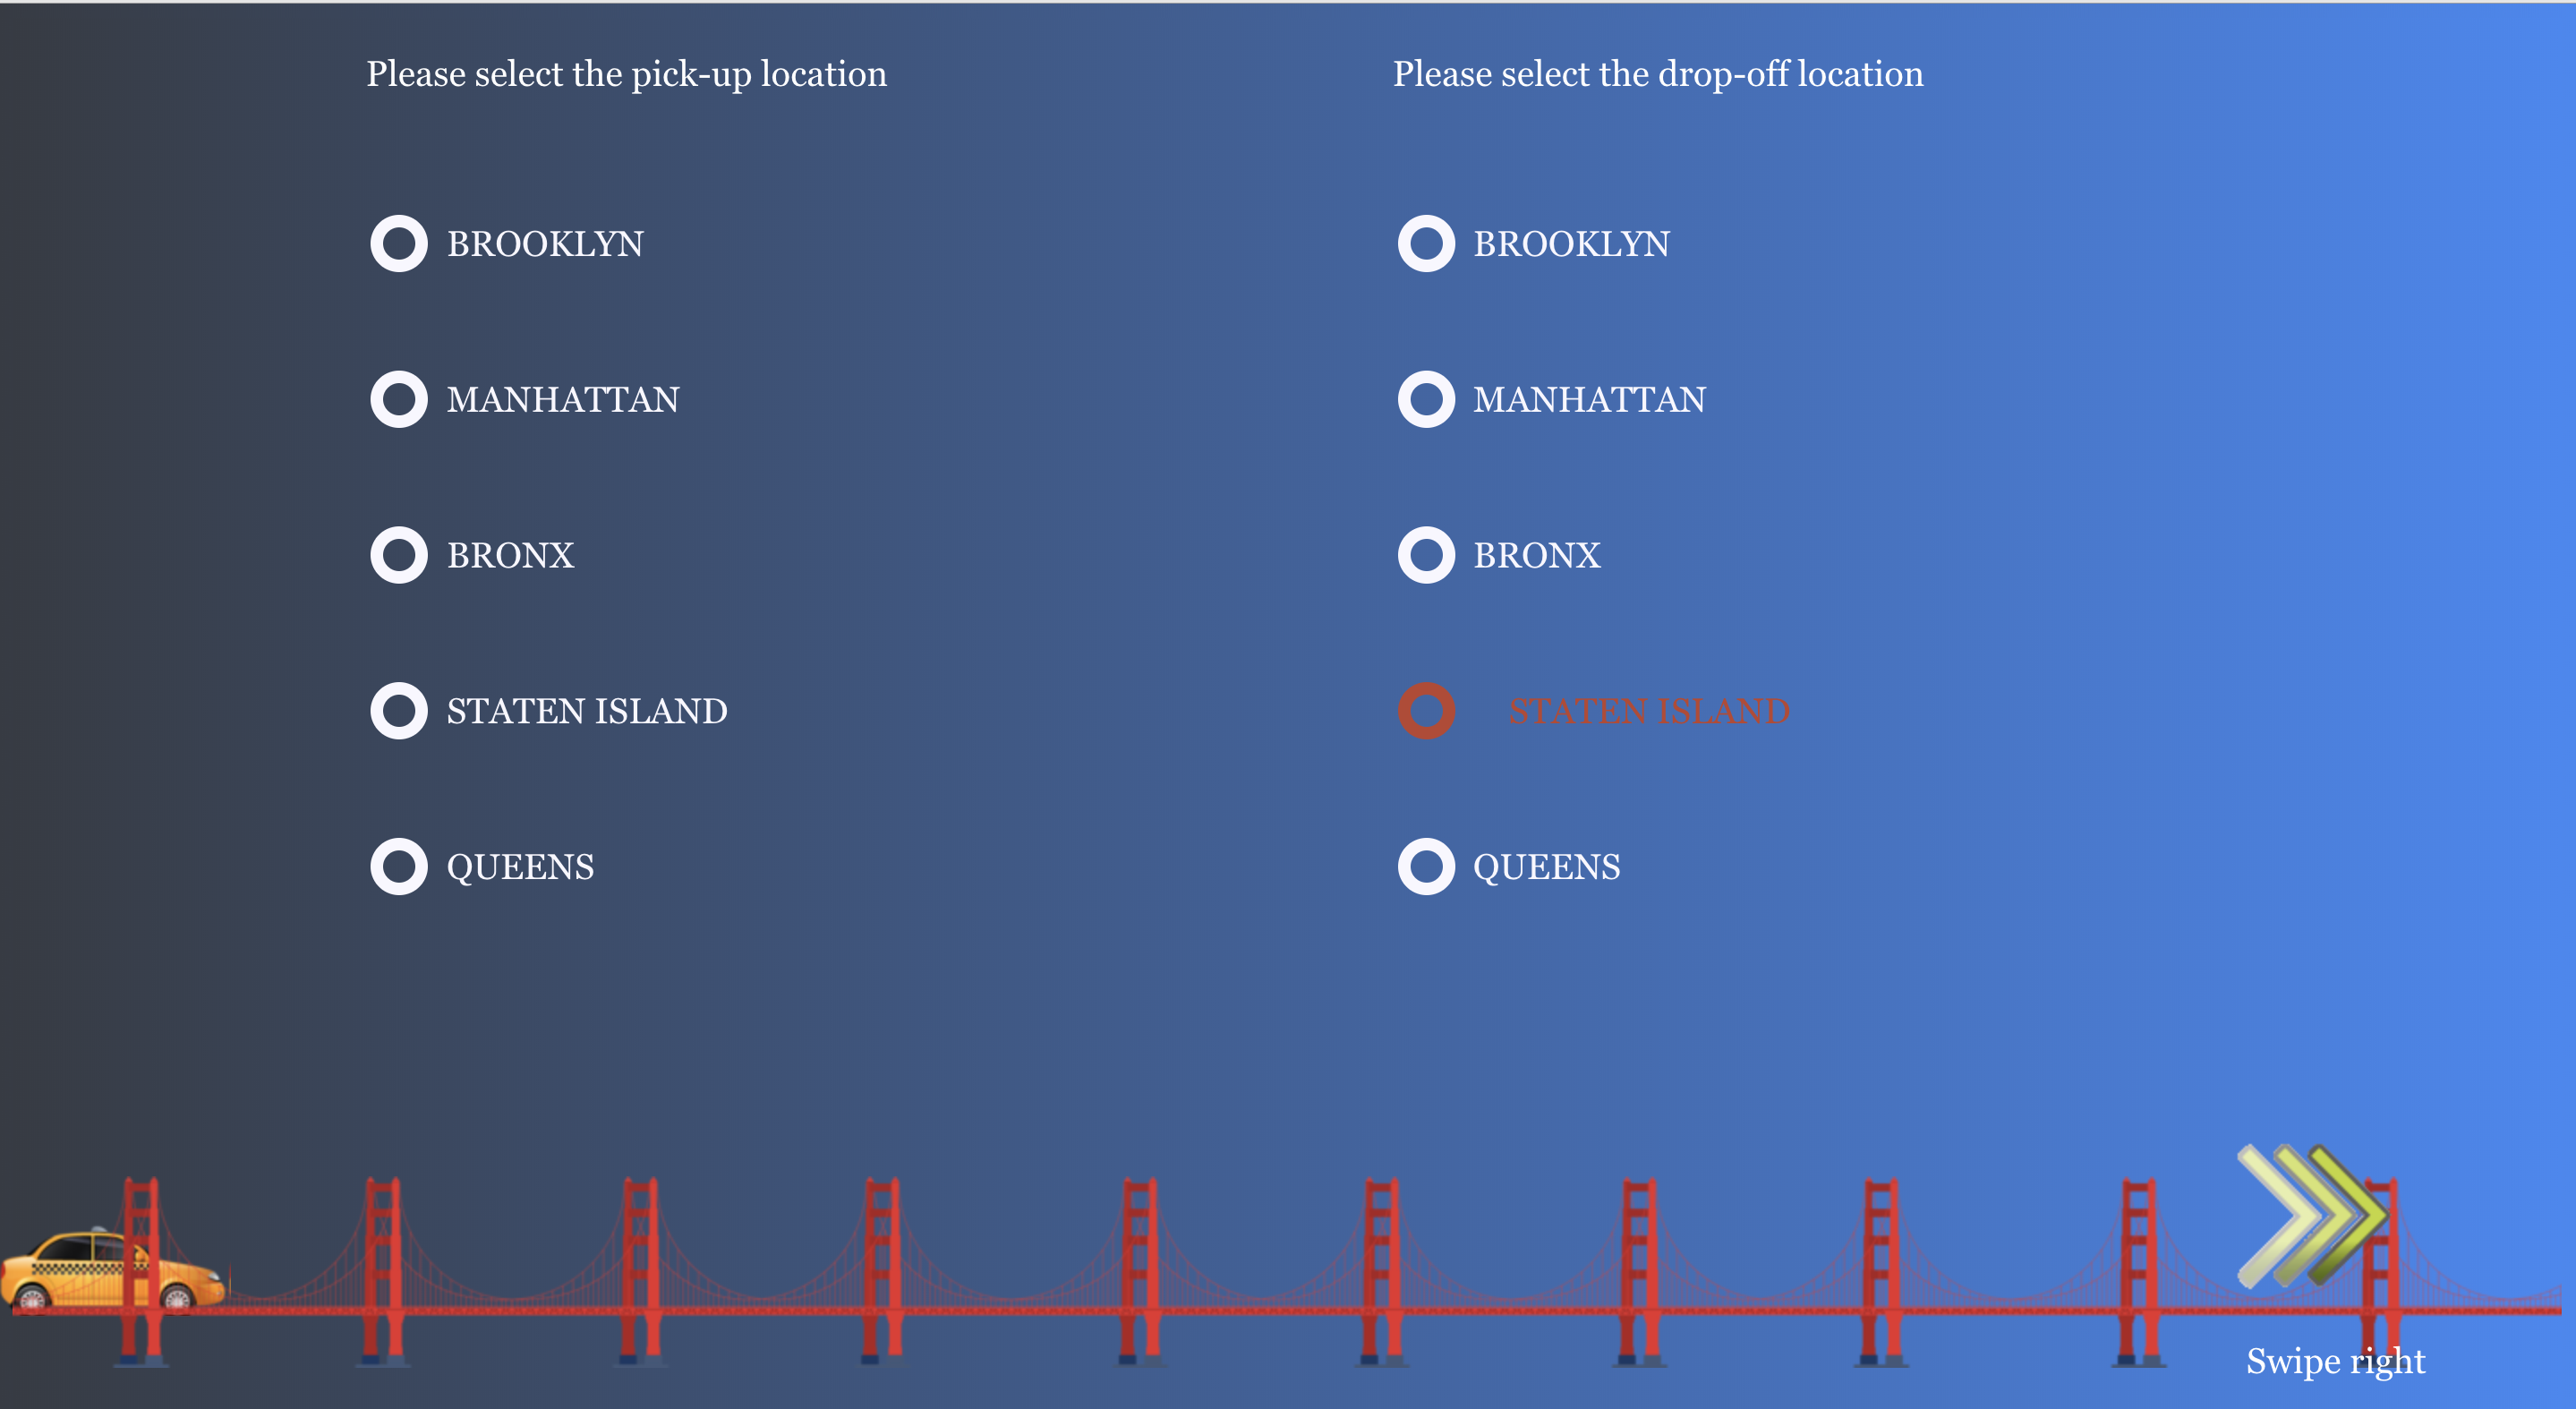 Please select the pick-up location
BROOKLYN
MANHATTAN
BRONX
STATEN ISLAND
QUEENS
Please select the drop-off location
BROOKLYN
MANHATTAN
BRONX
STATEN ISLAND
QUEENS
Swipe right